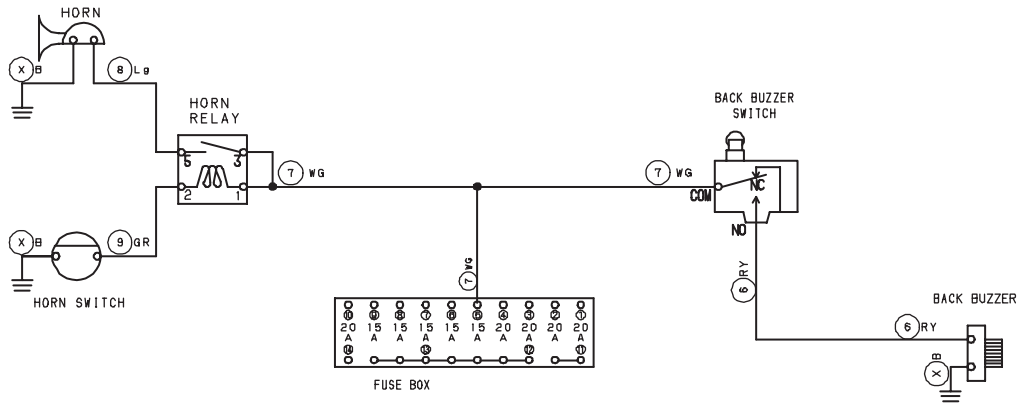 HORN
X B
8 Lg
HORN
RELAY
5 3
2 1
7 WG
7 WG
BACK BUZZER
SWITCH
COM
NC
NO
X B
9 GR
HORN SWITCH
7 WG
6 RY
BACK BUZZER
6 RY
X B
10 9 8 7 6 5 4 3 2 1
20 15 15 15 15 15 20 15 20 20
A A A A A A A A A A
14 13 12 11
FUSE BOX